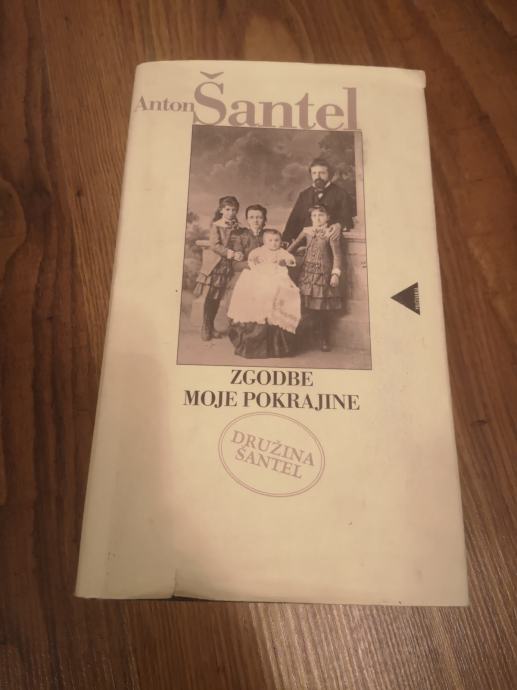 Anton Šantel
ZGODBE
MOJE POKRAJINE
DRUŽINA
ŠANTEL